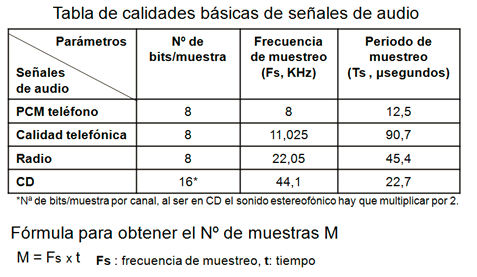 Tabla de calidades básicas de señales de audio
Parámetros
Señales
de audio
Nº de
bits/muestra
Frecuencia
de muestreo
(Fs, KHz)
Periodo de
muestreo
(Ts , µsegundos)
PCM teléfono 8 8 12,5
Calidad telefónica 8 11,025 90,7
Radio 8 22,05 45,4
CD 16* 44,1 22,7
*Nª de bits/muestra por canal, al ser en CD el sonido estereofónico hay que multiplicar por 2.
Fórmula para obtener el Nº de muestras M
M = Fs x t Fs : frecuencia de muestreo, t: tiempo